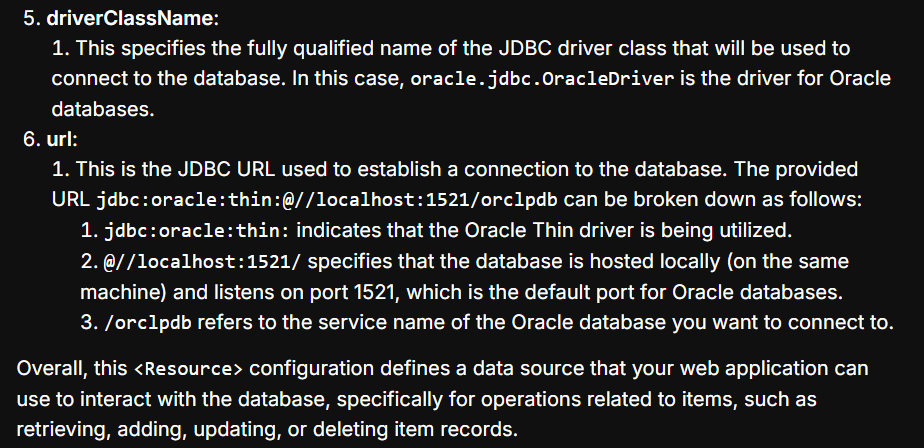 5. driverClassName:
1. This specifies the fully qualified name of the JDBC driver class that will be used to
connect to the database. In this case, oracle.jdbc.OracleDriver is the driver for Oracle
databases.
6. url:
1. This is the JDBC URL used to establish a connection to the database. The provided
URL jdbc:oracle:thin:@//localhost:1521/orclpdb can be broken down as follows:
1. jdbc:oracle:thin: indicates that the Oracle Thin driver is being utilized.
2. @//localhost:1521/ specifies that the database is hosted locally (on the same
machine) and listens on port 1521, which is the default port for Oracle databases.
3. /orclpdb refers to the service name of the Oracle database you want to connect to.
Overall, this <Resource> configuration defines a data source that your web application can
use to interact with the database, specifically for operations related to items, such as
retrieving, adding, updating, or deleting item records.